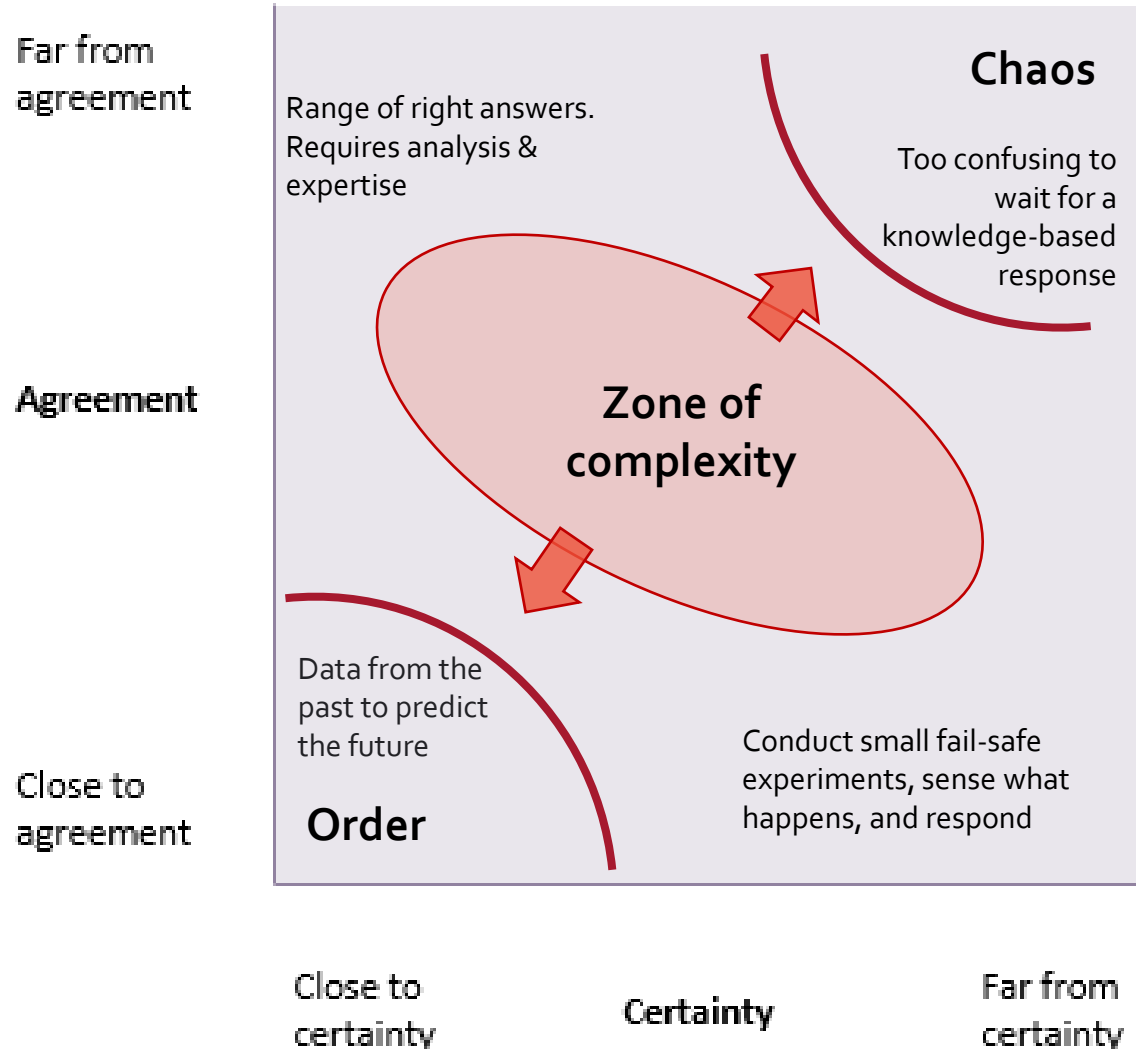 Far from
agreement
Chaos
Range of right answers.
Requires analysis &
expertise
Too confusing to
wait for a
knowledge-based
response
Agreement
Zone of
complexity
Data from the
past to predict
the future
Close to
agreement
Order
Conduct small fail-safe
experiments, sense what
happens, and respond
Close to
certainty
Certainty
Far from
certainty